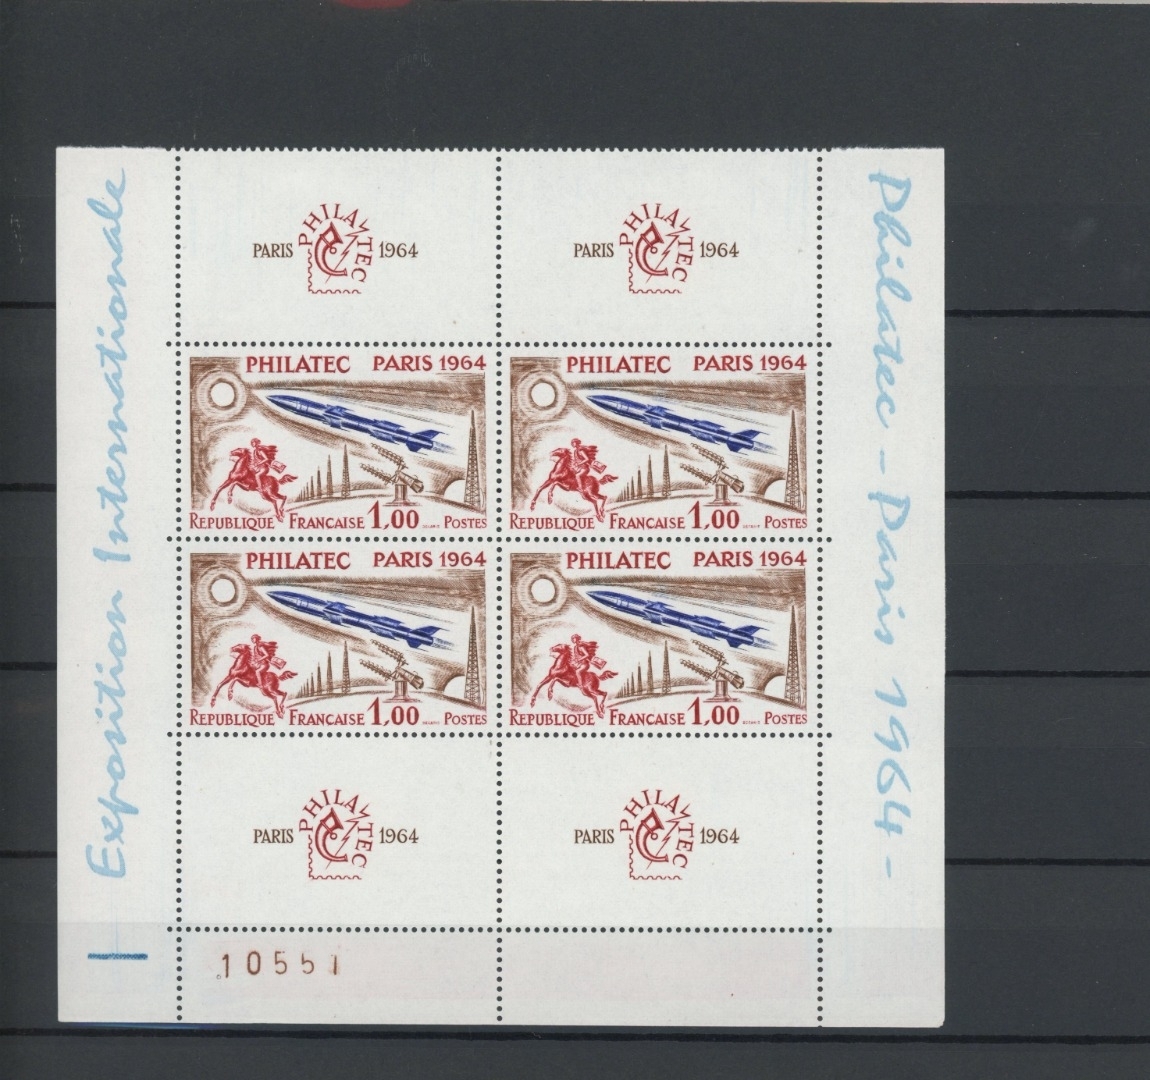 Exposition Internationale
Philatec - Paris 1964 -
PARIS PHILATEC 1964
PARIS PHILATEC 1964
PHILATEC PARIS 1964
REPUBLIQUE FRANCAISE 1,00 POSTES
PHILATEC PARIS 1964
REPUBLIQUE FRANCAISE 1,00 POSTES
PHILATEC PARIS 1964
REPUBLIQUE FRANCAISE 1,00 POSTES
PHILATEC PARIS 1964
REPUBLIQUE FRANCAISE 1,00 POSTES
PARIS PHILATEC 1964
PARIS PHILATEC 1964
10551